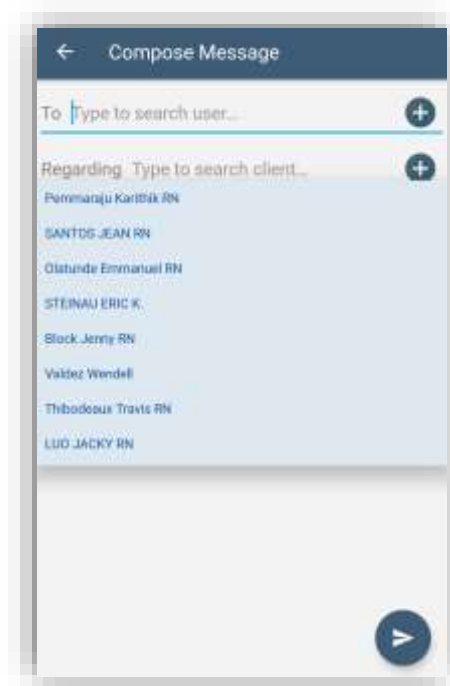 Compose Message
To Type to search user...
Regarding Type to search client...
Pemmaraju Karithik RN
SANTOS JEAN RN
Olatunde Emmanuel RN
STEINAU ERIC K.
Block Jenny RN
Valdez Wendell
Thibodeaux Travis RN
LUO JACKY RN